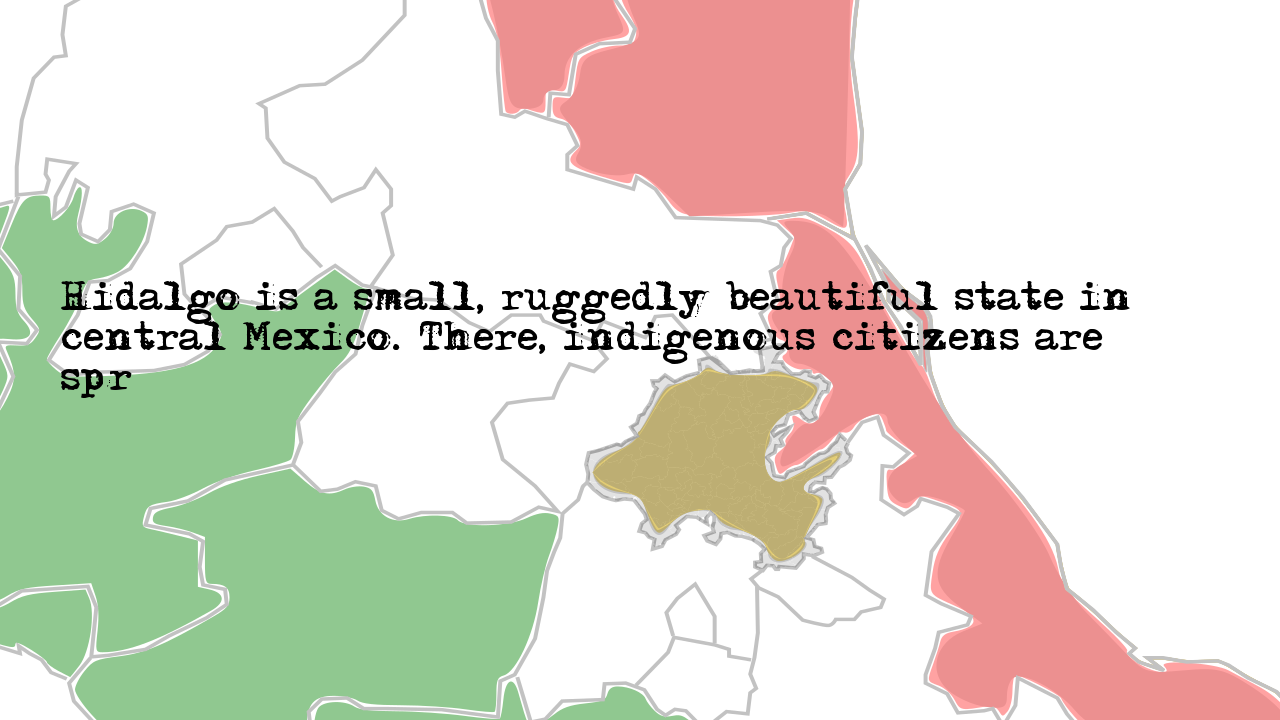 Hidalgo is a small, ruggedly beautiful state in
central Mexico. There, indigenous citizens are
spr